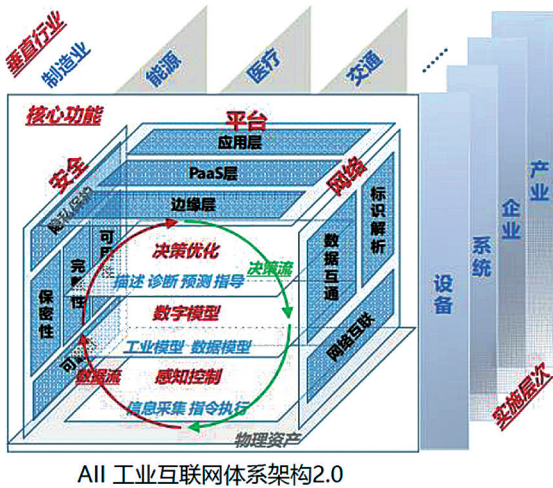 垂直行业
制造业
能源
医疗
交通
……
核心功能
平台
应用层
PaaS层
边缘层
安全
隐私保护
保密性
完整性
网络
标识解析
数据互通
网络互联
决策优化
描述 诊断 预测 指导
决策流
数字模型
工业模型 数据模型
数据流
感知控制
信息采集 指令执行
物理资产
设备
系统
企业
产业
实施层次
AII 工业互联网体系架构2.0